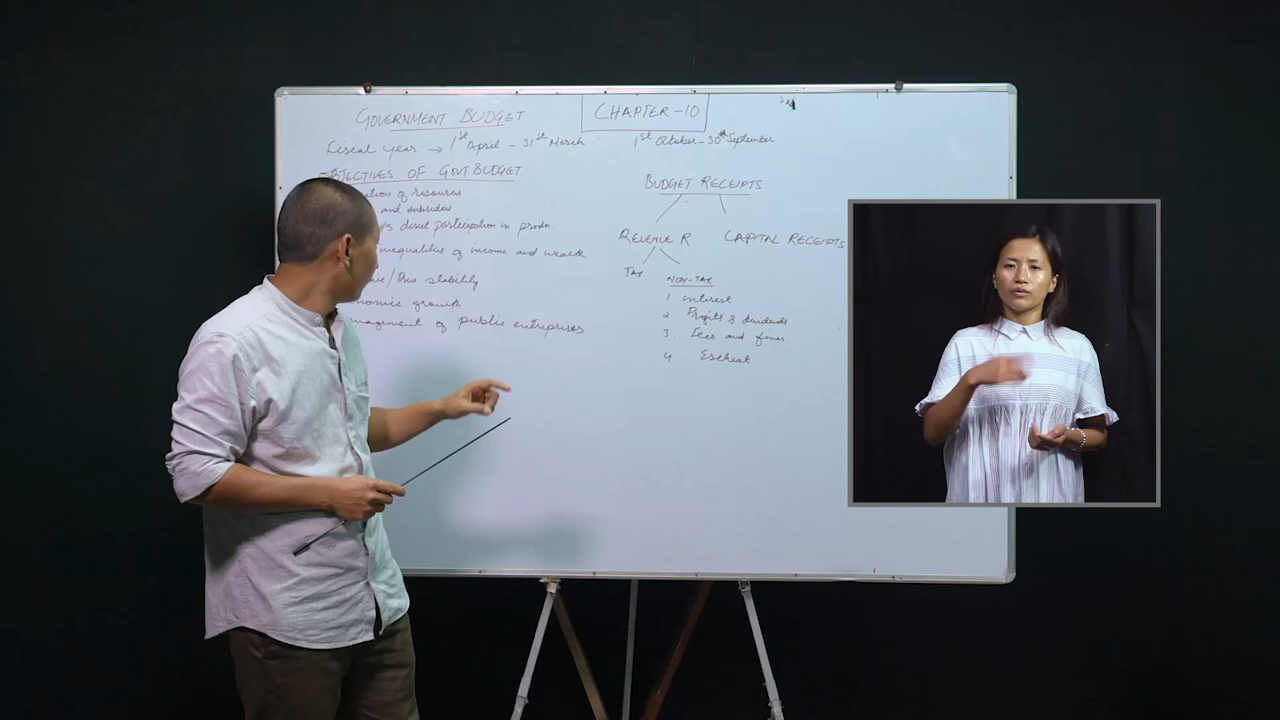 GOVERNMENT BUDGET
CHAPTER-10
Fiscal year → 1st April - 31st March
1st October - 30th September
OBJECTIVES OF GOVT BUDGET
of resources
and subsidies
direct participation in prodn
inequalities of income and wealth
/Price stability
growth
of public enterprises
BUDGET RECEIPTS
REVENUE R
CAPITAL RECEIPTS
TAX
NON-TAX
1. interest
2. Profits & dividends
3. Fees and fines
4. Escheat